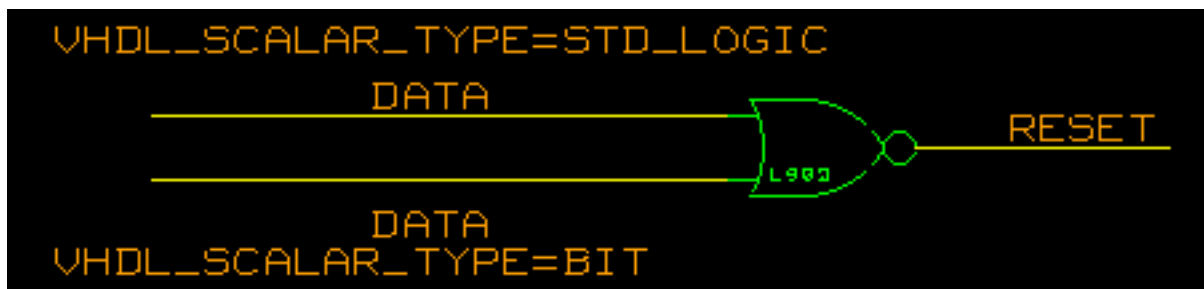 VHDL_SCALAR_TYPE=STD_LOGIC
DATA
RESET
DATA
VHDL_SCALAR_TYPE=BIT